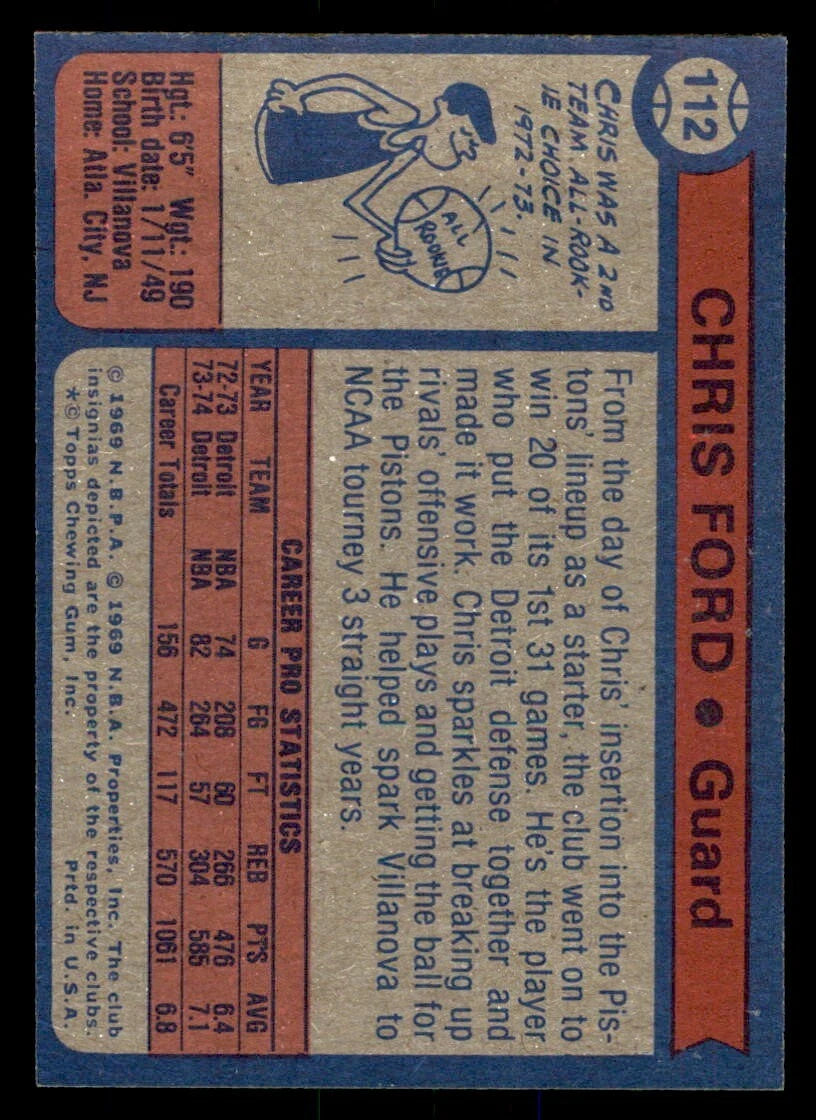 112
CHRIS FORD ● Guard
CHRIS WAS A 2ND
TEAM ALL-ROOK-
IE CHOICE IN
1972-73.
ALL
ROOKIE
Hgt.: 6'5" Wgt.: 190
Birth date: 1/11/49
School: Villanova
Home: Atla. City, NJ
From the day of Chris' insertion into the Pis-
tons' lineup as a starter, the club went on to
win 20 of its 1st 31 games. He's the player
who put the Detroit defense together and
made it work. Chris sparkles at breaking up
rivals' offensive plays and getting the ball for
the Pistons. He helped spark Villanova to
NCAA tourney 3 straight years.
CAREER PRO STATISTICS
YEAR TEAM G FG FT REB PTS AVG
72-73 Detroit NBA 74 208 60 266 476 6.4
73-74 Detroit NBA 82 264 57 304 585 7.1
Career Totals 156 472 117 570 1061 6.8
© 1969 N.B.P.A. © 1969 N.B.A. Properties, Inc. The club
insignias depicted are the property of the respective clubs.
*© Topps Chewing Gum, Inc. Prtd. in U.S.A.